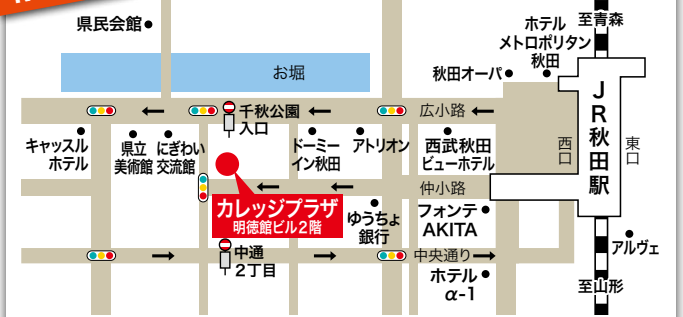 県民会館
ホテル
メトロポリタン
秋田
至青森
お堀
秋田オーパ
千秋公園
入口
広小路
JR秋田駅
西口
東口
キャッスル
ホテル
県立
美術館
にぎわい
交流館
ドーミー
イン秋田
アトリオン
西武秋田
ビューホテル
仲小路
カレッジプラザ
明徳館ビル2階
ゆうちょ
銀行
フォンテ
AKITA
中通
2丁目
中央通り
アルヴェ
ホテル
α-1
至山形